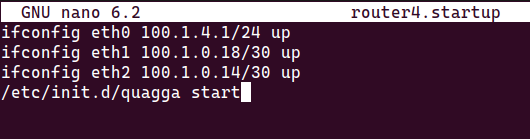 GNU nano 6.2 router4.startup
ifconfig eth0 100.1.4.1/24 up
ifconfig eth1 100.1.0.18/30 up
ifconfig eth2 100.1.0.14/30 up
/etc/init.d/quagga start